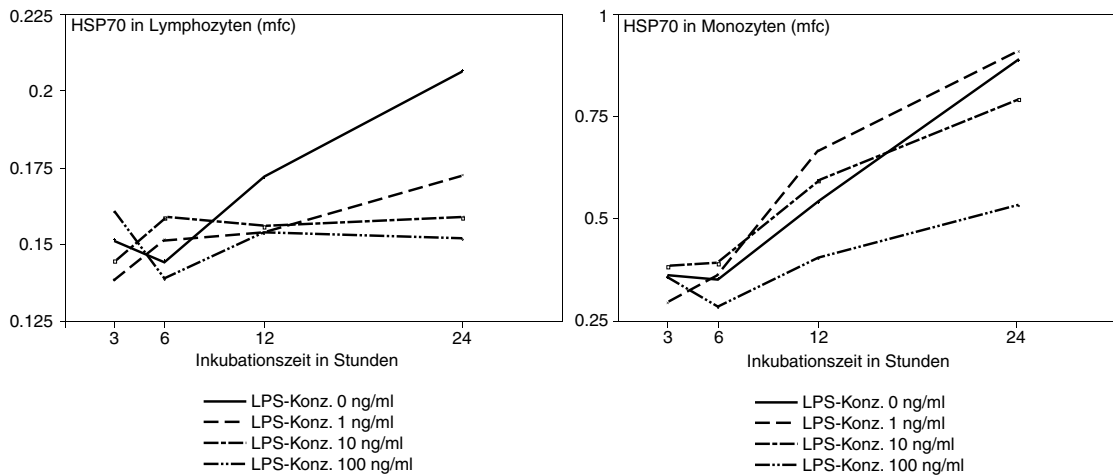 HSP70 in Lymphozyten (mfc)
0.225
0.2
0.175
0.15
0.125
3 6 12 24
Inkubationszeit in Stunden
LPS-Konz. 0 ng/ml
LPS-Konz. 1 ng/ml
LPS-Konz. 10 ng/ml
LPS-Konz. 100 ng/ml
HSP70 in Monozyten (mfc)
1
0.75
0.5
0.25
3 6 12 24
Inkubationszeit in Stunden
LPS-Konz. 0 ng/ml
LPS-Konz. 1 ng/ml
LPS-Konz. 10 ng/ml
LPS-Konz. 100 ng/ml